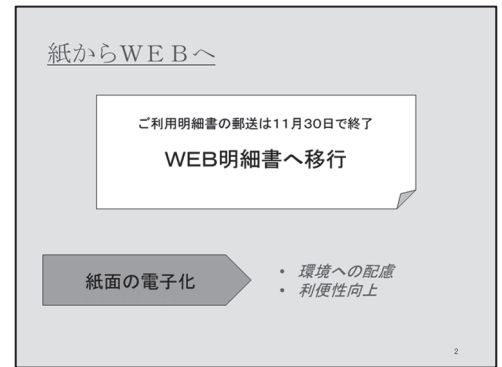 紙からＷＥＢへ
ご利用明細書の郵送は11月30日で終了
WEB明細書へ移行
紙面の電子化
• 環境への配慮
• 利便性向上
2